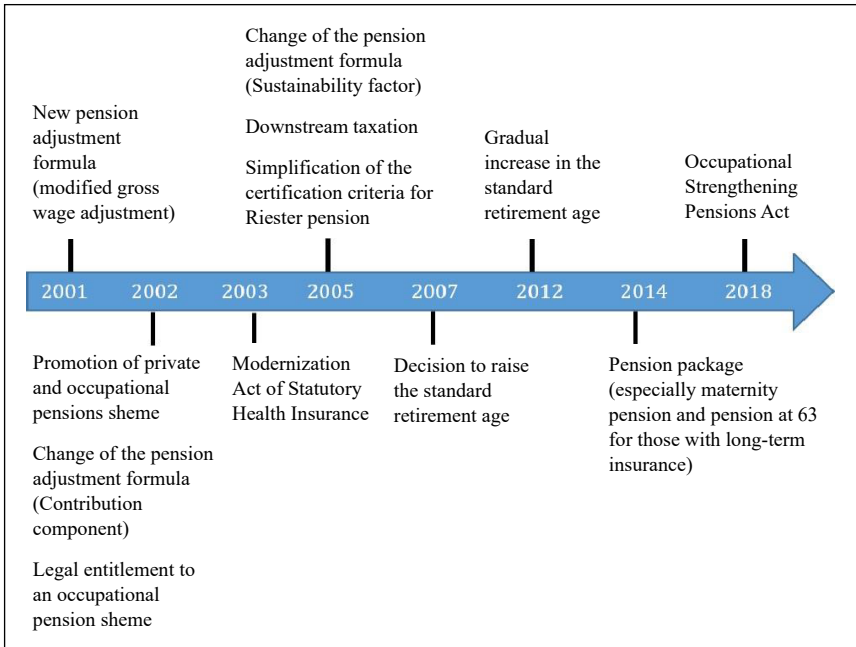 Change of the pension
adjustment formula
(Sustainability factor)
Downstream taxation
Simplification of the
certification criteria for
Riester pension
New pension
adjustment
formula
(modified gross
wage adjustment)
Gradual
increase in the
standard
retirement age
Occupational
Strengthening
Pensions Act
2001 2002 2003 2005 2007 2012 2014 2018
Promotion of private
and occupational
pensions sheme
Change of the pension
adjustment formula
(Contribution
component)
Legal entitlement to
an occupational
pension sheme
Modernization
Act of Statutory
Health Insurance
Decision to raise
the standard
retirement age
Pension package
(especially maternity
pension and pension at 63
for those with long-term
insurance)